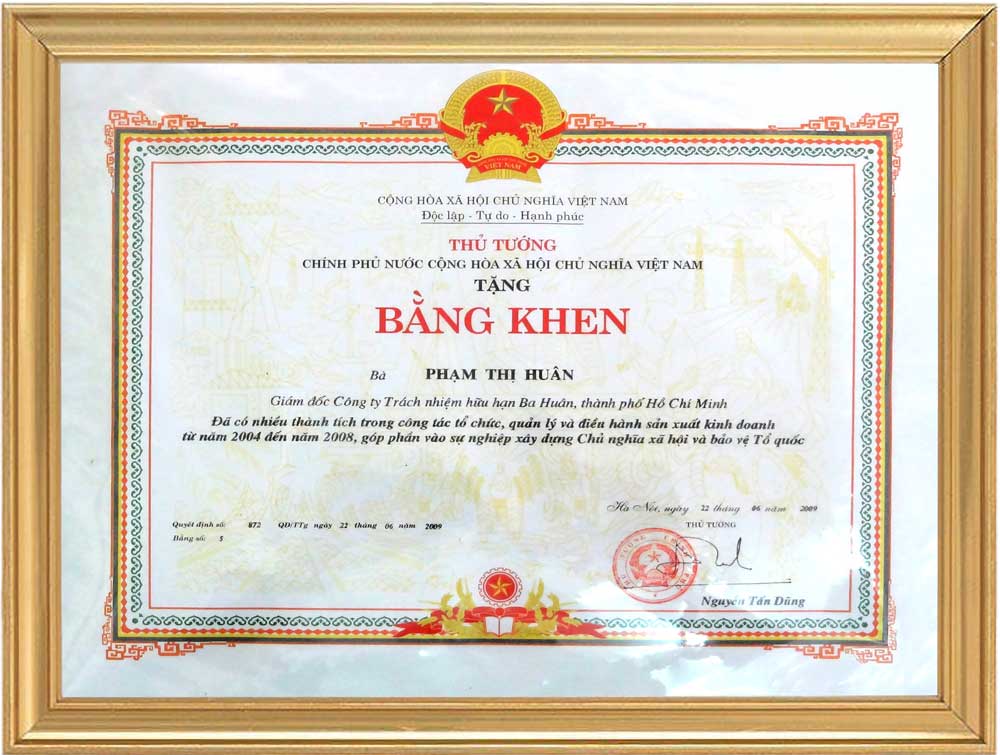 VIỆT NAM
CỘNG HÒA XÃ HỘI CHỦ NGHĨA VIỆT NAM
Độc lập - Tự do - Hạnh phúc
THỦ TƯỚNG
CHÍNH PHỦ NƯỚC CỘNG HÒA XÃ HỘI CHỦ NGHĨA VIỆT NAM
TẶNG
BẰNG KHEN
Bà PHẠM THỊ HUÂN
Giám đốc Công ty Trách nhiệm hữu hạn Ba Huân, thành phố Hồ Chí Minh
Đã có nhiều thành tích trong công tác tổ chức, quản lý và điều hành sản xuất kinh doanh
từ năm 2004 đến năm 2008, góp phần vào sự nghiệp xây dựng Chủ nghĩa xã hội và bảo vệ Tổ quốc
Hà Nội, ngày 22 tháng 06 năm 2009
Quyết định số: 872 QĐ/TTg ngày 22 tháng 06 năm 2009
THỦ TƯỚNG
Bằng số: 5
Nguyễn Tấn Dũng